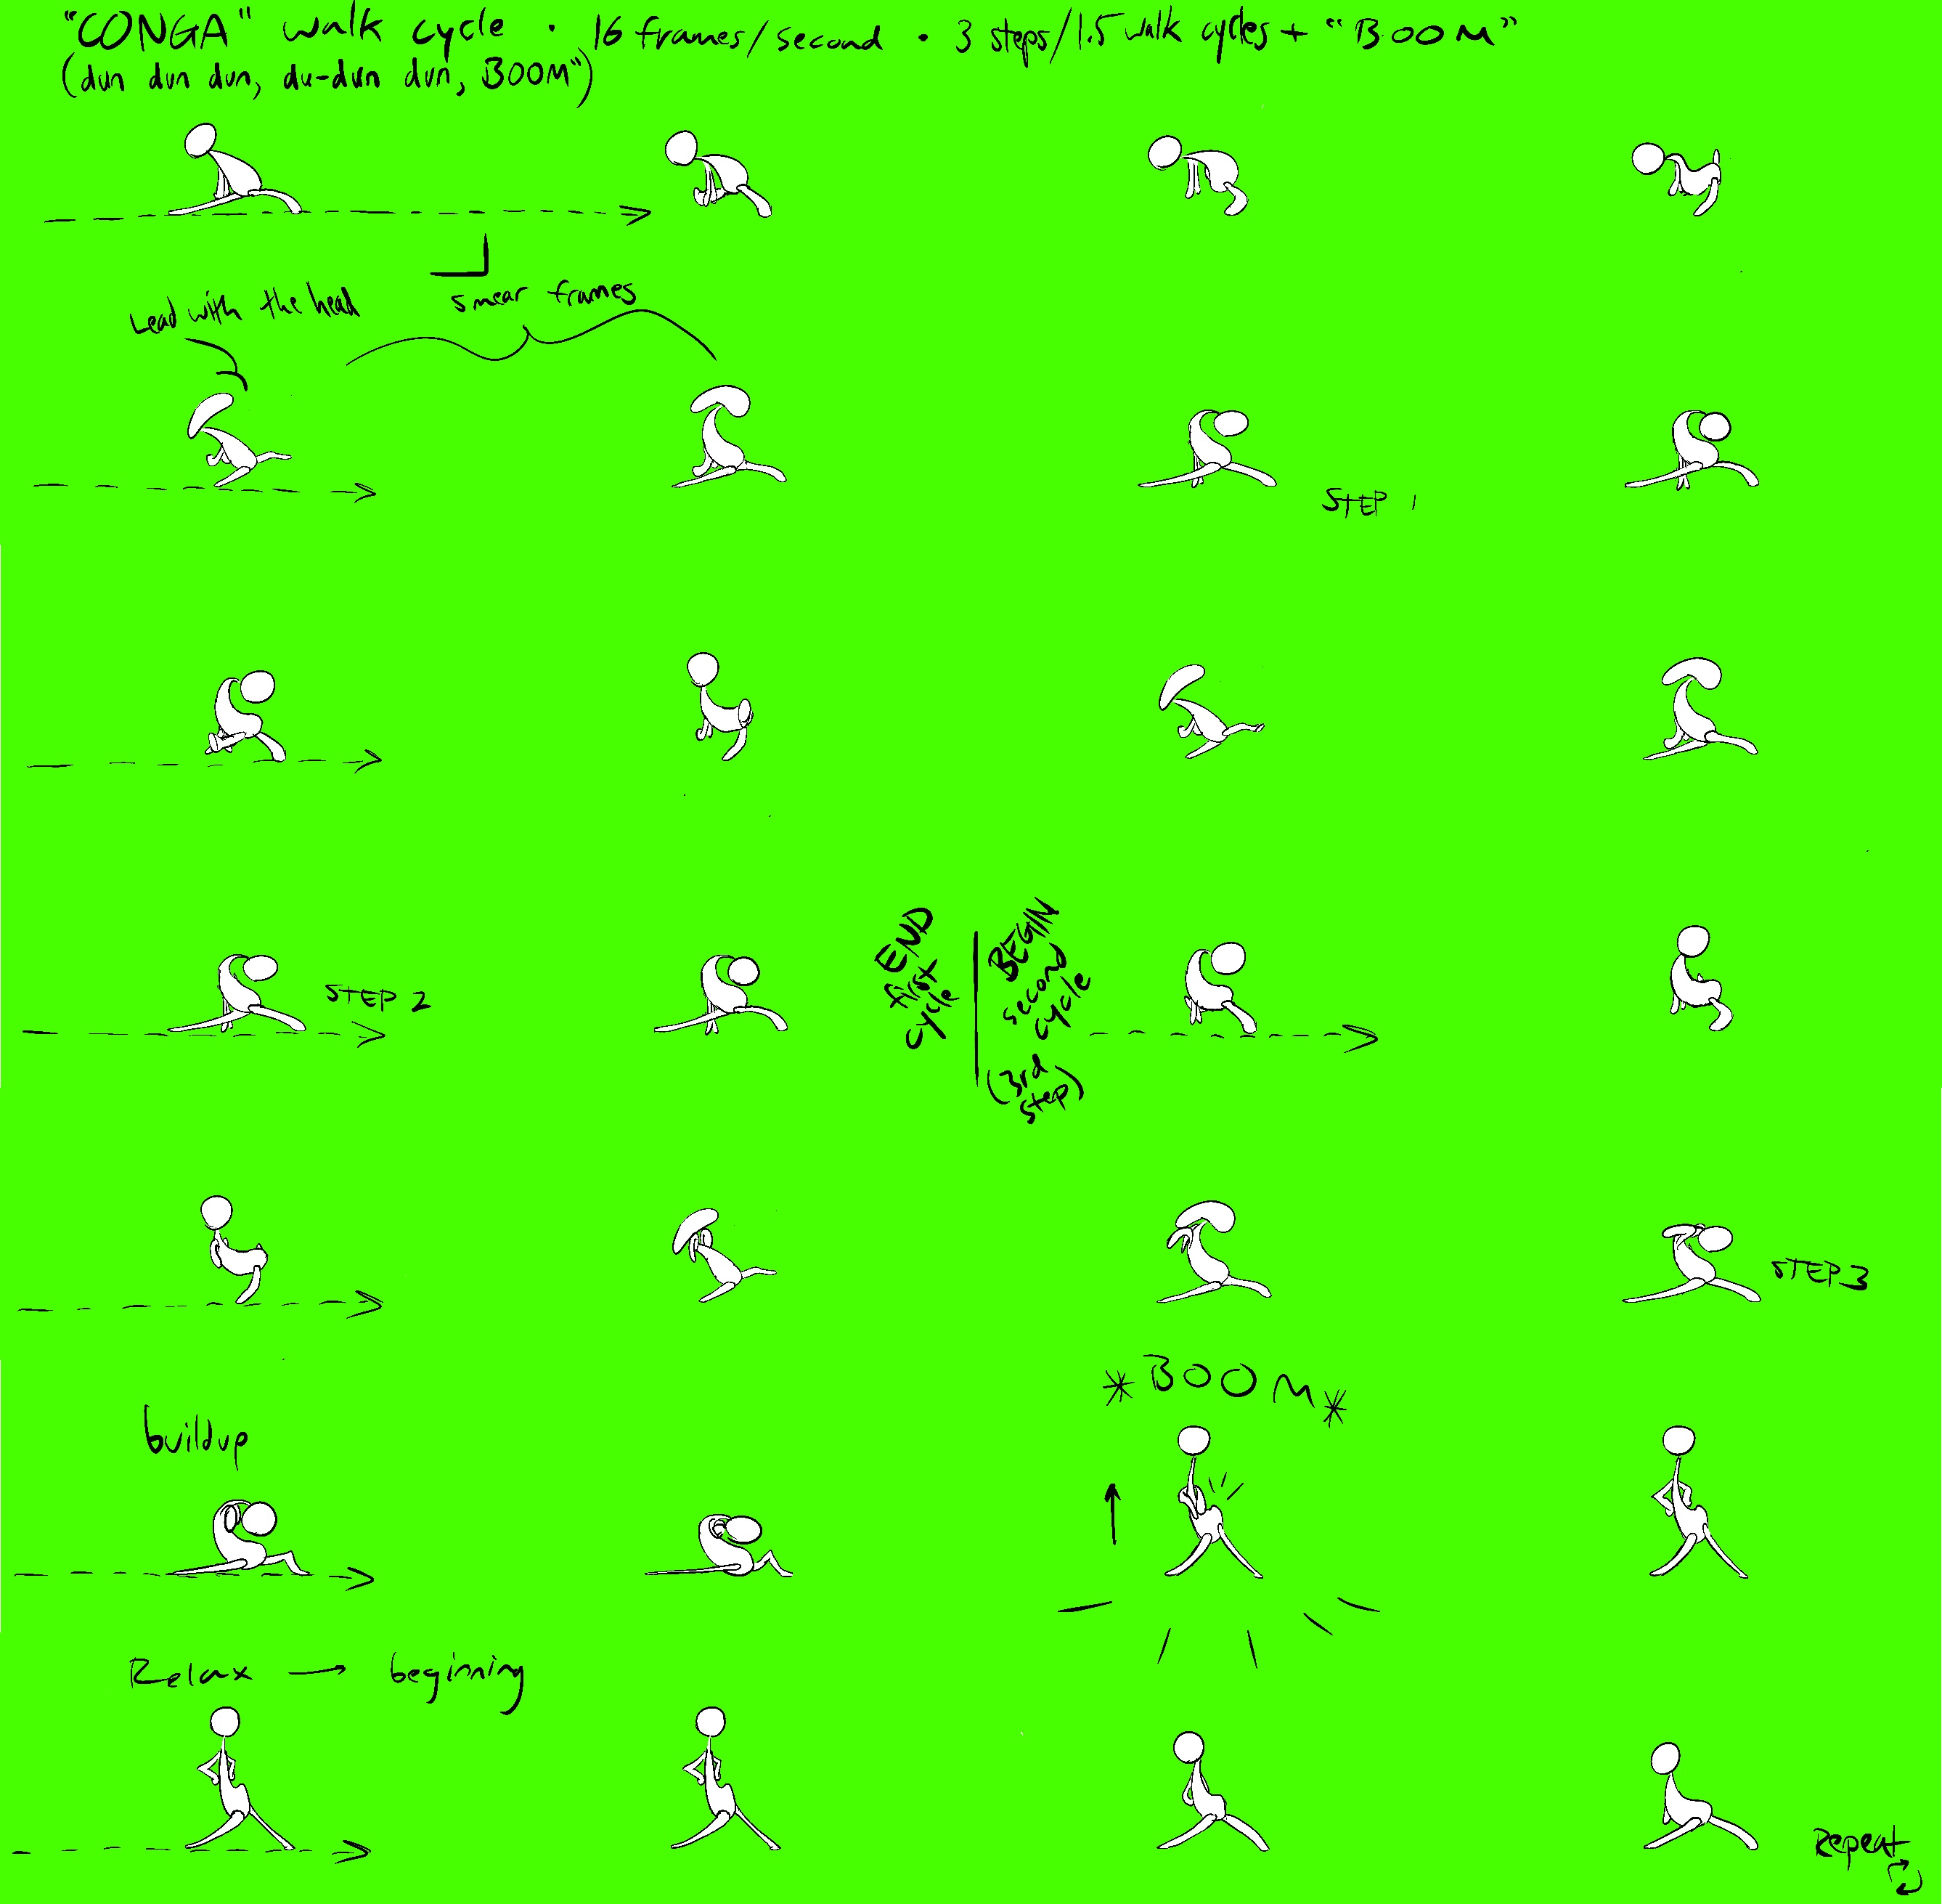 "CONGA" walk cycle · 16 frames/second · 3 steps/1.5 walk cycles + "BOOM"
(dun dun dun, du-dun dun, BOOM")
Lead with the head
smear frames
STEP 1
STEP 2
END
first
cycle
BEGIN
second
cycle
(3rd
step)
STEP 3
buildup
*BOOM*
Relax → beginning
Repeat